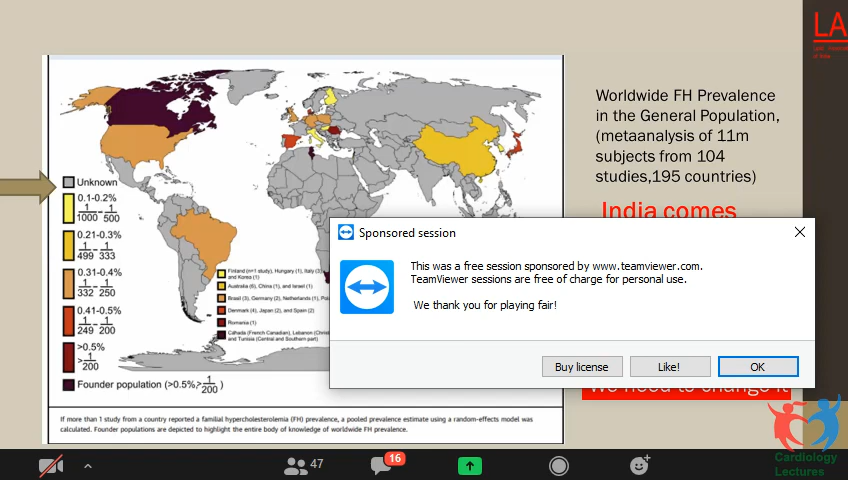 LA
Worldwide FH Prevalence
in the General Population,
(metaanalysis of 11m
subjects from 104
studies,195 countries)
India comes
Unknown
0.1-0.2%
1/1000 - 1/500
0.21-0.3%
1/499 - 1/333
0.31-0.4%
1/332 - 1/250
0.41-0.5%
1/249 - 1/200
>0.5%
>1/200
Founder population (>0.5%>1/200)
Finland (n=1 study), Hungary (1), Italy (3)
and Korea (1)
Australia (6), China (1), and Israel (1)
Brasil (3), Germany (2), Netherlands (1), Pol
Denmark (4), Japan (2), and Spain (2)
Romania (1)
Canada (French Canadian), Lebanon (Christ
and Tunisia (Central and Southern part)
Sponsored session
This was a free session sponsored by www.teamviewer.com.
TeamViewer sessions are free of charge for personal use.
We thank you for playing fair!
Buy license
Like!
OK
We need to change it
If more than 1 study from a country reported a familial hypercholesterolemia (FH) prevalence, a pooled prevalence estimate using a random-effects model was
calculated. Founder populations are depicted to highlight the entire body of knowledge of worldwide FH prevalence.
47
16
Cardiology
Lectures